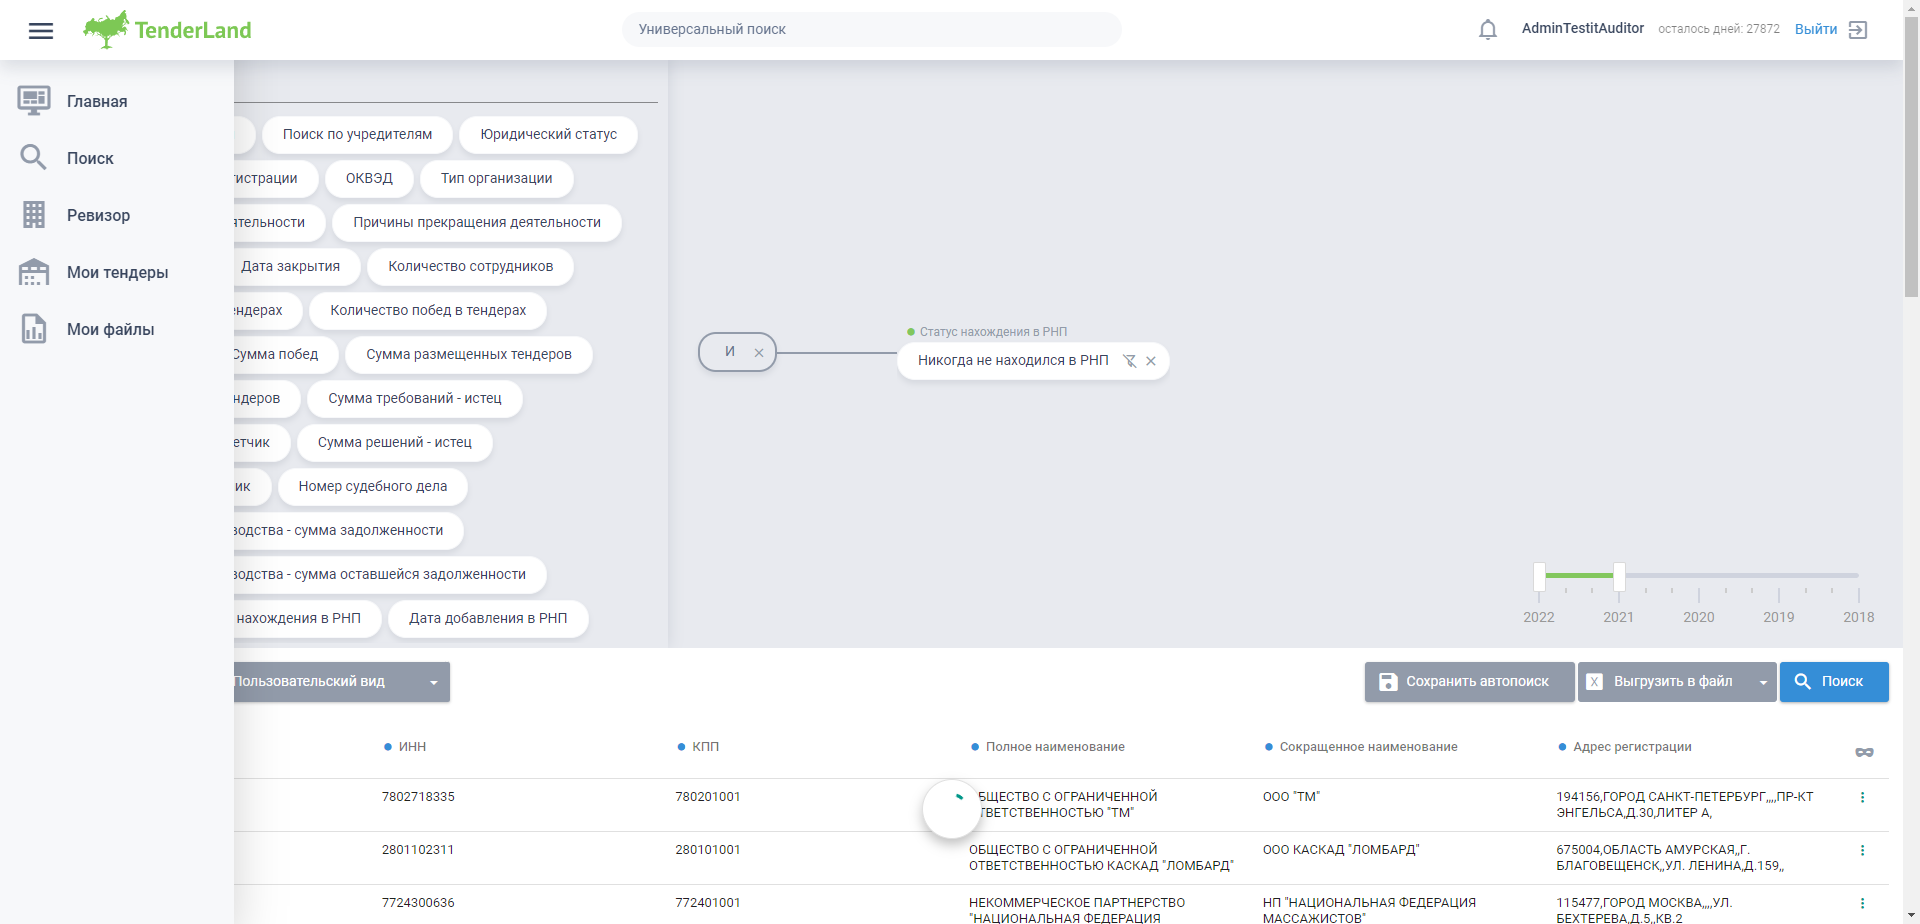 TenderLand
Универсальный поиск
AdminTestitAuditor
осталось дней: 27872
Выйти
Главная
Поиск
Ревизор
Мои тендеры
Мои файлы
Поиск по учредителям
Юридический статус
гистрации
ОКВЭД
Тип организации
ятельности
Причины прекращения деятельности
Дата закрытия
Количество сотрудников
ендерах
Количество побед в тендерах
Сумма побед
Сумма размещенных тендеров
ндеров
Сумма требований - истец
етчик
Сумма решений - истец
ик
Номер судебного дела
водства - сумма задолженности
водства - сумма оставшейся задолженности
нахождения в РНП
Дата добавления в РНП
И
Статус нахождения в РНП
Никогда не находился в РНП
2022
2021
2020
2019
2018
Пользовательский вид
Сохранить автопоиск
X
Выгрузить в файл
Поиск
ИНН
КПП
Полное наименование
Сокращенное наименование
Адрес регистрации
7802718335
780201001
БЩЕСТВО С ОГРАНИЧЕННОЙ
ТВЕТСТВЕННОСТЬЮ "ТМ"
ООО "ТМ"
194156,ГОРОД САНКТ-ПЕТЕРБУРГ,,,,ПР-КТ
ЭНГЕЛЬСА,Д.30,ЛИТЕР А,
2801102311
280101001
ОБЩЕСТВО С ОГРАНИЧЕННОЙ
ОТВЕТСТВЕННОСТЬЮ КАСКАД "ЛОМБАРД"
ООО КАСКАД "ЛОМБАРД"
675004,ОБЛАСТЬ АМУРСКАЯ,,Г.
БЛАГОВЕЩЕНСК,,УЛ. ЛЕНИНА,Д.159,,
7724300636
772401001
НЕКОММЕРЧЕСКОЕ ПАРТНЕРСТВО
"НАЦИОНАЛЬНАЯ ФЕДЕРАЦИЯ
НП "НАЦИОНАЛЬНАЯ ФЕДЕРАЦИЯ
МАССАЖИСТОВ"
115477,ГОРОД МОСКВА,,,,УЛ.
БЕХТЕРЕВА,Д.5,,КВ.2